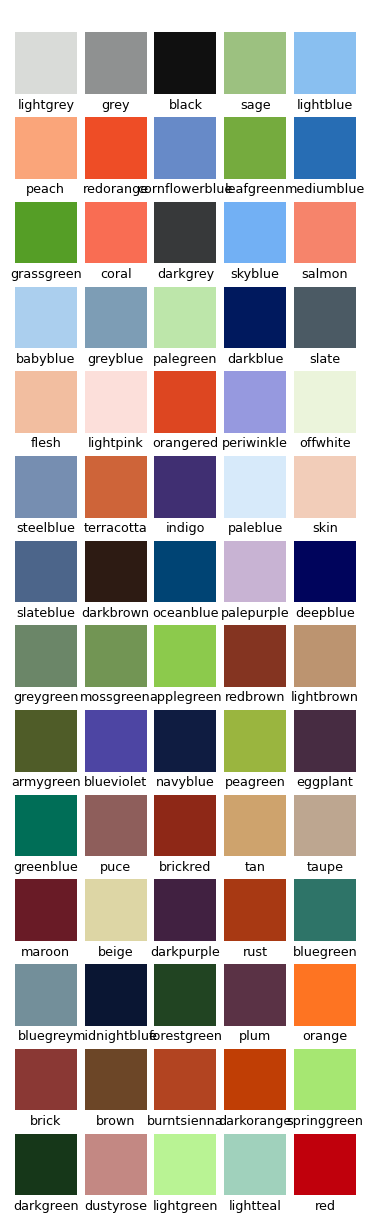 lightgrey grey black sage lightblue
peach redorange cornflowerblue leafgreen mediumblue
grassgreen coral darkgrey skyblue salmon
babyblue greyblue palegreen darkblue slate
flesh lightpink orangered periwinkle offwhite
steelblue terracotta indigo paleblue skin
slateblue darkbrown oceanblue palepurple deepblue
greygreen mossgreen applegreen redbrown lightbrown
armygreen blueviolet navyblue peagreen eggplant
greenblue puce brickred tan taupe
maroon beige darkpurple rust bluegreen
bluegrey midnightblue forestgreen plum orange
brick brown burntsienna darkorange springgreen
darkgreen dustyrose lightgreen lightteal red